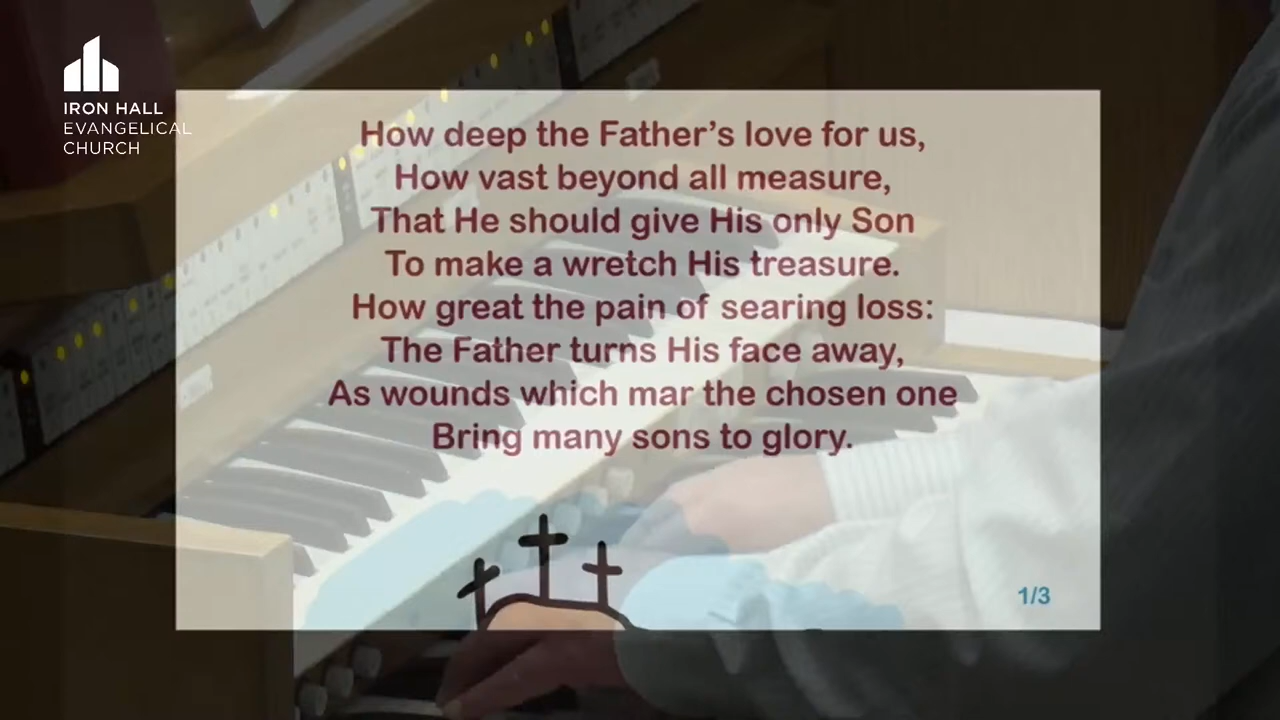 IRON HALL
EVANGELICAL
CHURCH
How deep the Father's love for us,
How vast beyond all measure,
That He should give His only Son
To make a wretch His treasure.
How great the pain of searing loss:
The Father turns His face away,
As wounds which mar the chosen one
Bring many sons to glory.
1/3